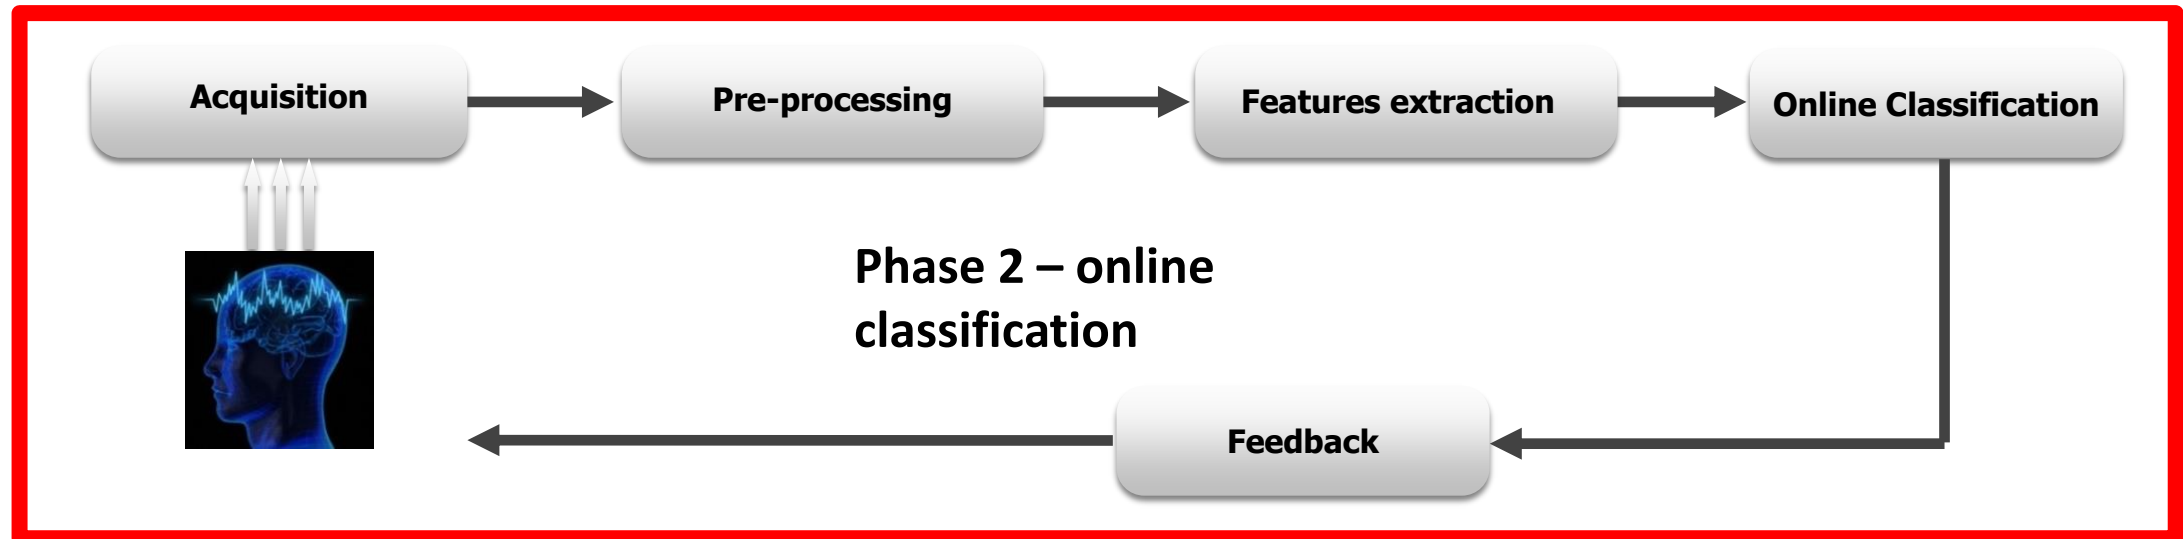 Acquisition
Pre-processing
Features extraction
Online Classification
Phase 2 – online
classification
Feedback